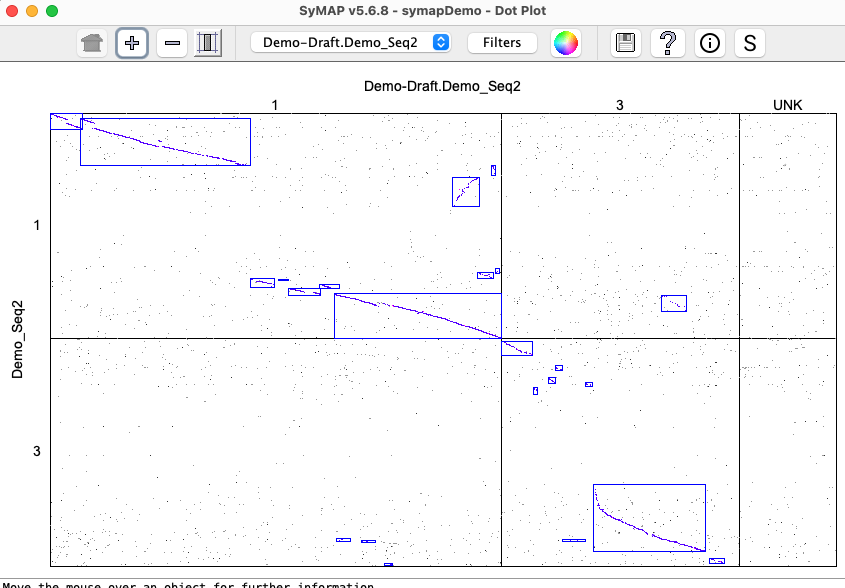 SyMAP v5.6.8 - symapDemo - Dot Plot
Demo-Draft.Demo_Seq2 Filters ? i S
Demo-Draft.Demo_Seq2
1 3 UNK
1
Demo_Seq2
3
Move the mouse over an object for further information